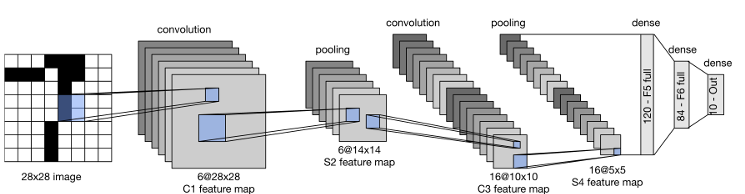 convolution
pooling
convolution
pooling
dense
dense
dense
28x28 image
6@28x28
C1 feature map
6@14x14
S2 feature map
16@10x10
C3 feature map
16@5x5
S4 feature map
120 - F5 full
84 - F6 full
10 - Out